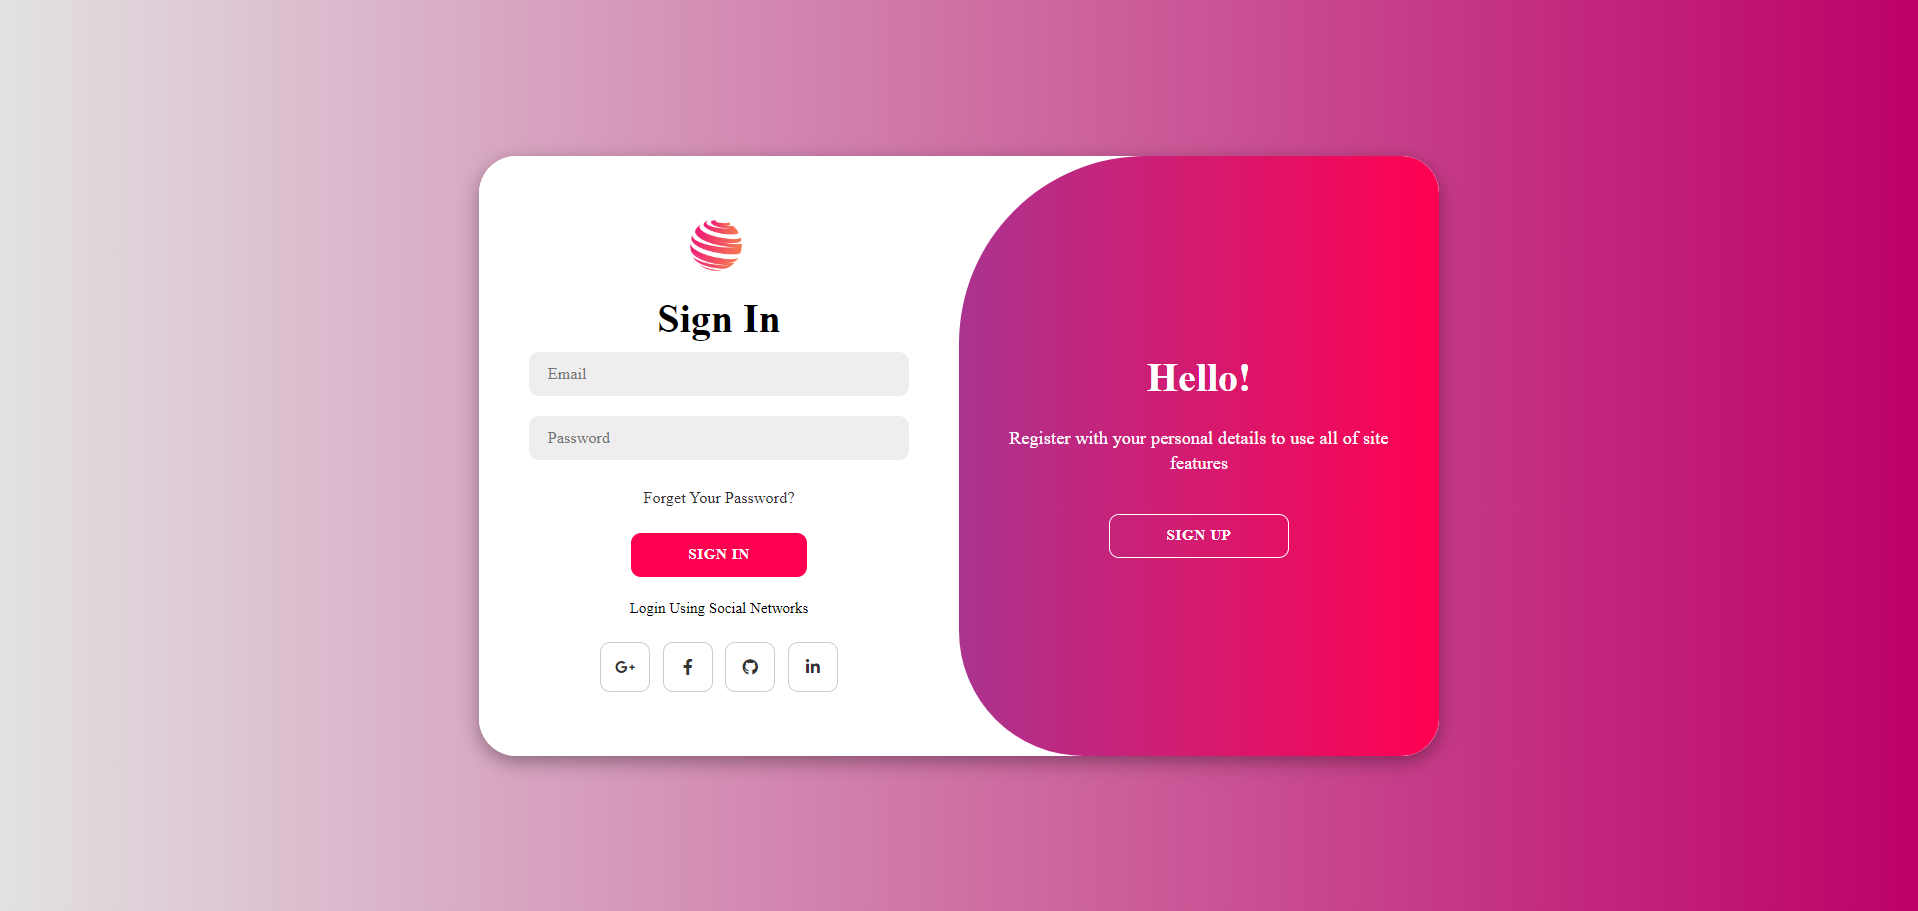 Sign In
Email
Password
Forget Your Password?
SIGN IN
Login Using Social Networks
G+
f
in
Hello!
Register with your personal details to use all of site
features
SIGN UP